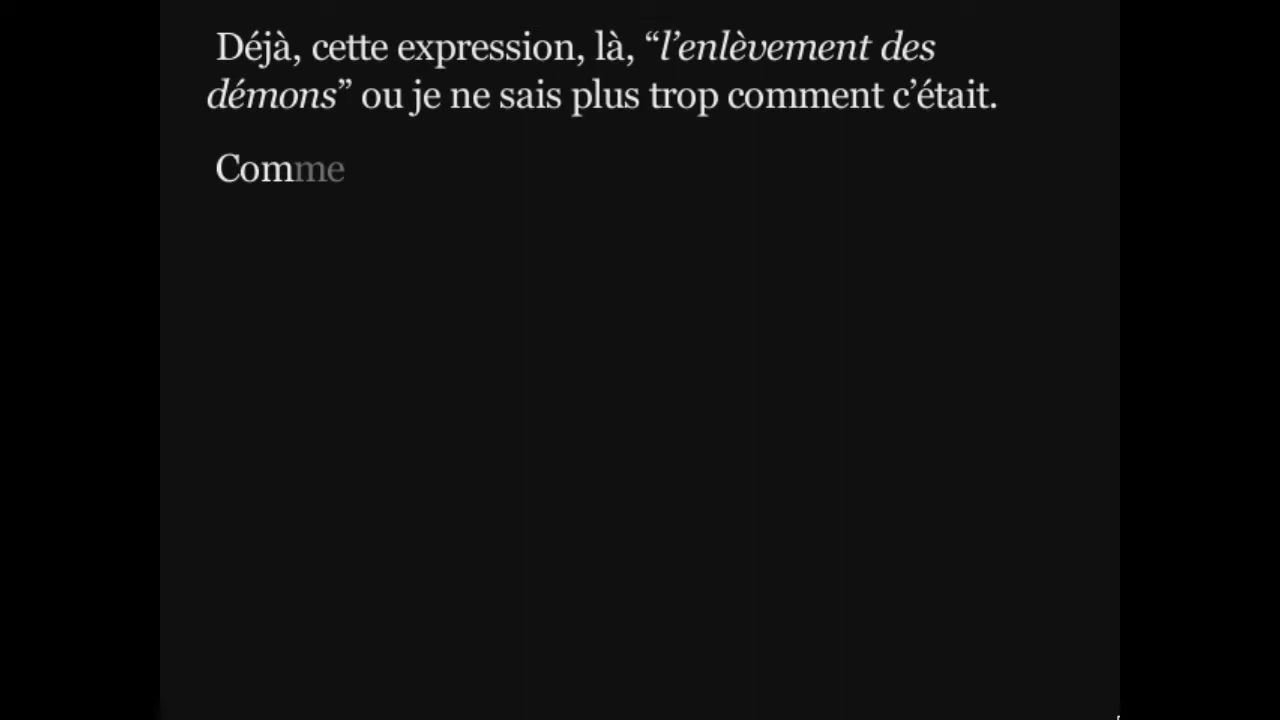 Déjà, cette expression, là, “l’enlèvement des
démons” ou je ne sais plus trop comment c’était.
Comme